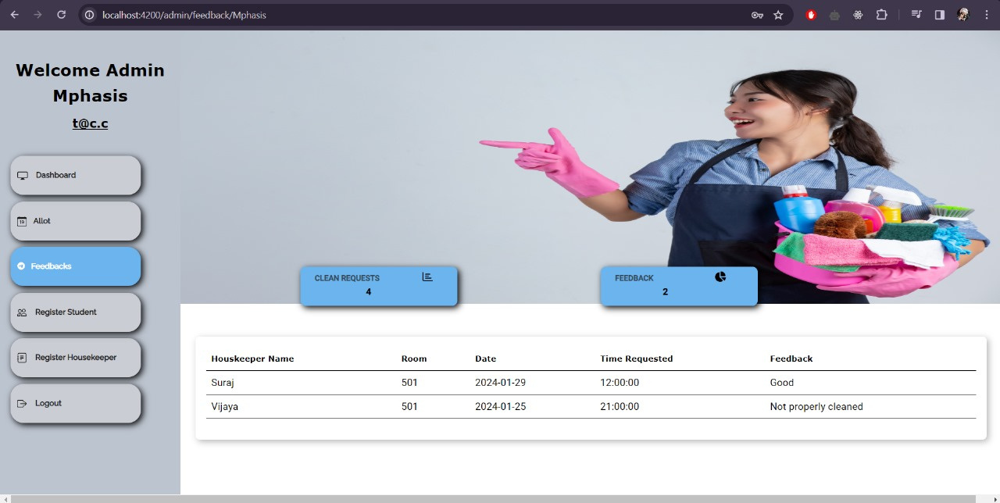 localhost:4200/admin/feedback/Mphasis
Welcome Admin
Mphasis
t@c.c
Dashboard
Allot
Feedbacks
Register Student
Register Housekeeper
Logout
CLEAN REQUESTS
4
FEEDBACK
2
Houskeeper Name Room Date Time Requested Feedback
Suraj 501 2024-01-29 12:00:00 Good
Vijaya 501 2024-01-25 21:00:00 Not properly cleaned